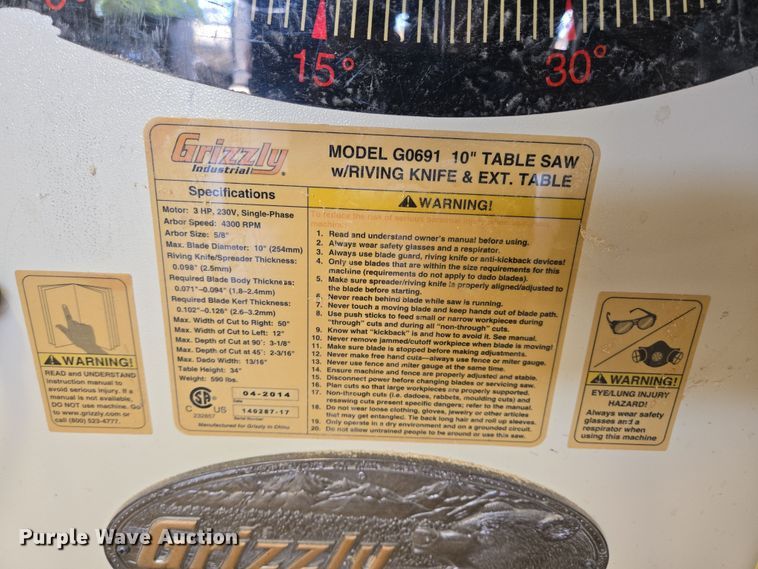 15°
30°
Grizzly
Industrial
MODEL G0691 10" TABLE SAW
w/RIVING KNIFE & EXT. TABLE
Specifications
Motor: 3 HP, 230V, Single-Phase
Arbor Speed: 4300 RPM
Arbor Size: 5/8"
Max. Blade Diameter: 10" (254mm)
Riving Knife/Spreader Thickness:
0.098" (2.5mm)
Required Blade Body Thickness:
0.071"–0.094" (1.8–2.4mm)
Required Blade Kerf Thickness:
0.102"–0.126" (2.6–3.2mm)
Max. Width of Cut to Right: 50"
Max. Width of Cut to Left: 12"
Max. Depth of Cut at 90°: 3-1/8"
Max. Depth of Cut at 45°: 2-3/16"
Max. Dado Width: 13/16"
Table Height: 34"
Weight: 590 lbs.
C US
232857
04-2014
Date
140287-17
Serial Number
Manufactured for Grizzly in China
WARNING!
To reduce the risk of serious personal injury
machine:
1. Read and understand owner's manual before using.
2. Always wear safety glasses and a respirator.
3. Always use blade guard, riving knife or anti-kickback devices!
4. Only use blades that are within the size requirements for this
machine (requirements do not apply to dado blades).
5. Make sure spreader/riving knife is properly aligned/adjusted to
the blade before starting.
6. Never reach behind blade while saw is running.
7. Never touch a moving blade and keep hands out of blade path.
8. Use push sticks to feed small or narrow workpieces during
"through" cuts and during all "non-through" cuts.
9. Know what "kickback" is and how to avoid it. See manual.
10. Never remove jammed/cutoff workpiece when blade is moving!
11. Make sure blade is stopped before making adjustments.
12. Never make free hand cuts—always use fence or miter gauge.
13. Never use fence and miter gauge at the same time.
14. Ensure machine and fence are properly adjusted and stable.
15. Disconnect power before changing blades or servicing saw.
16. Plan cuts so that large workpieces are properly supported.
17. Non-through cuts (i.e. dadoes, rabbets, moulding cuts) and
resawing cuts present specific dangers; refer to the manual.
18. Do not wear loose clothing, gloves, jewelry or other articles
that may get entangled. Tie back long hair and roll up sleeves.
19. Only operate in a dry environment and on a grounded circuit.
20. Do not allow untrained people to be around or use this saw.
WARNING!
READ and UNDERSTAND
instruction manual to
avoid serious injury. If a
manual is not available,
DO NOT use machine. Go
to www.grizzly.com or
call (800) 523-4777.
WARNING!
EYE/LUNG INJURY
HAZARD!
Always wear safety
glasses and a
respirator when
using this machine
Grizzly
Purple Wave Auction